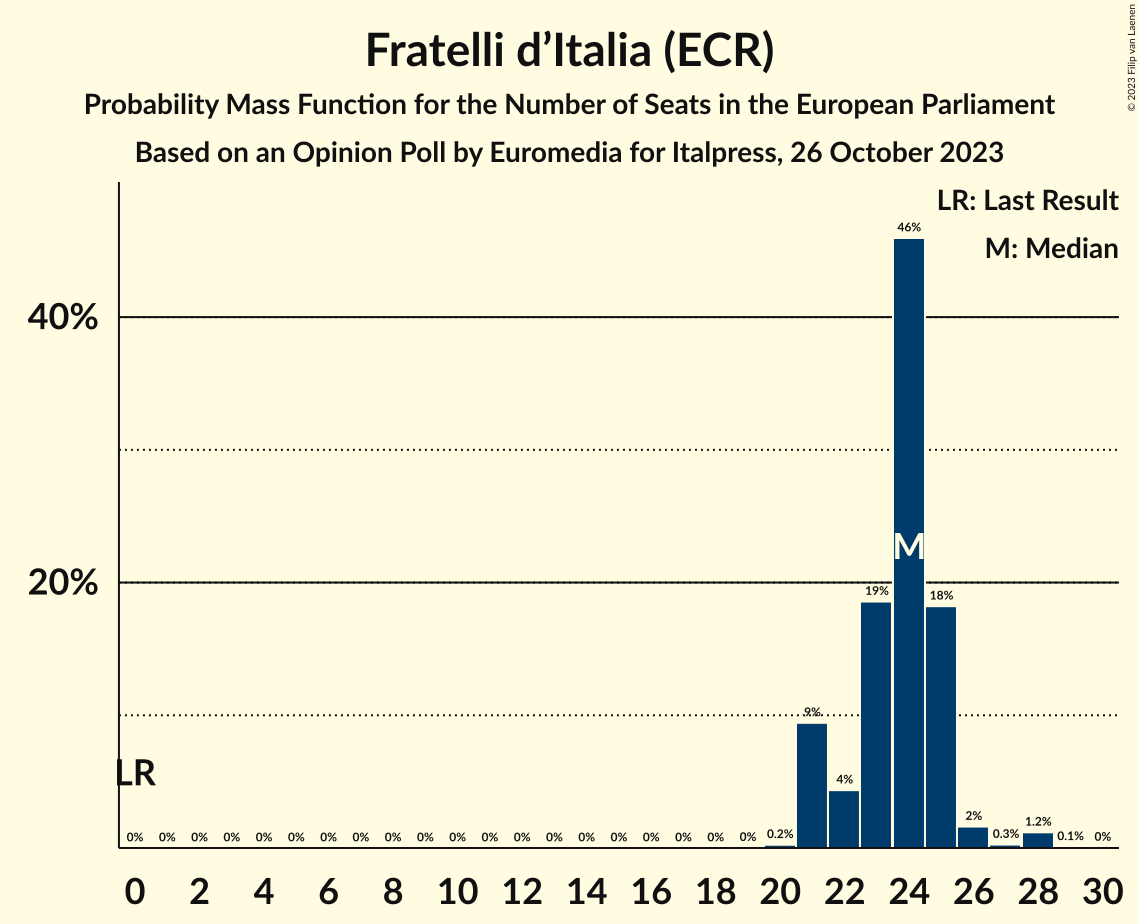 Fratelli d’Italia (ECR)
Probability Mass Function for the Number of Seats in the European Parliament
Based on an Opinion Poll by Euromedia for Italpress, 26 October 2023
© 2023 Filip van Laenen
LR: Last Result
M: Median
46%
40%
20%
19%
18%
M
9%
4%
LR
0% 0% 0% 0% 0% 0% 0% 0% 0% 0% 0% 0% 0% 0% 0% 0% 0% 0% 0% 0% 0.2% 2% 0.3% 1.2% 0.1% 0%
0 2 4 6 8 10 12 14 16 18 20 22 24 26 28 30